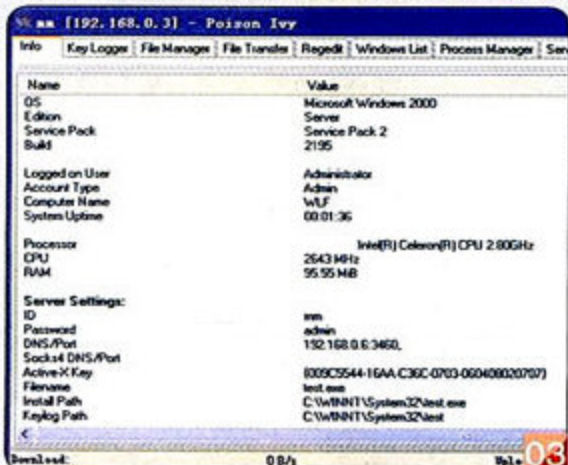 mm [192.168.0.3] - Poison Ivy
Info Key Logger File Manager File Transfer Regedit Windows List Process Manager Serv
Name Value
OS Microsoft Windows 2000
Edition Server
Service Pack Service Pack 2
Build 2195
Logged on User Administrator
Account Type Admin
Computer Name WLF
System Uptime 00:01:36
Processor Intel(R) Celeron(R) CPU 2.80GHz
CPU 2643 MHz
RAM 95.55 MiB
Server Settings:
ID mm
Password admin
DNS/Port 192.168.0.6:3460,
Socks4 DNS/Port
Active-X Key
Filename test.exe
Install Path C:\WINNT\System32\test.exe
Keylog Path C:\WINNT\System32\test
Download: 0 B/s
03